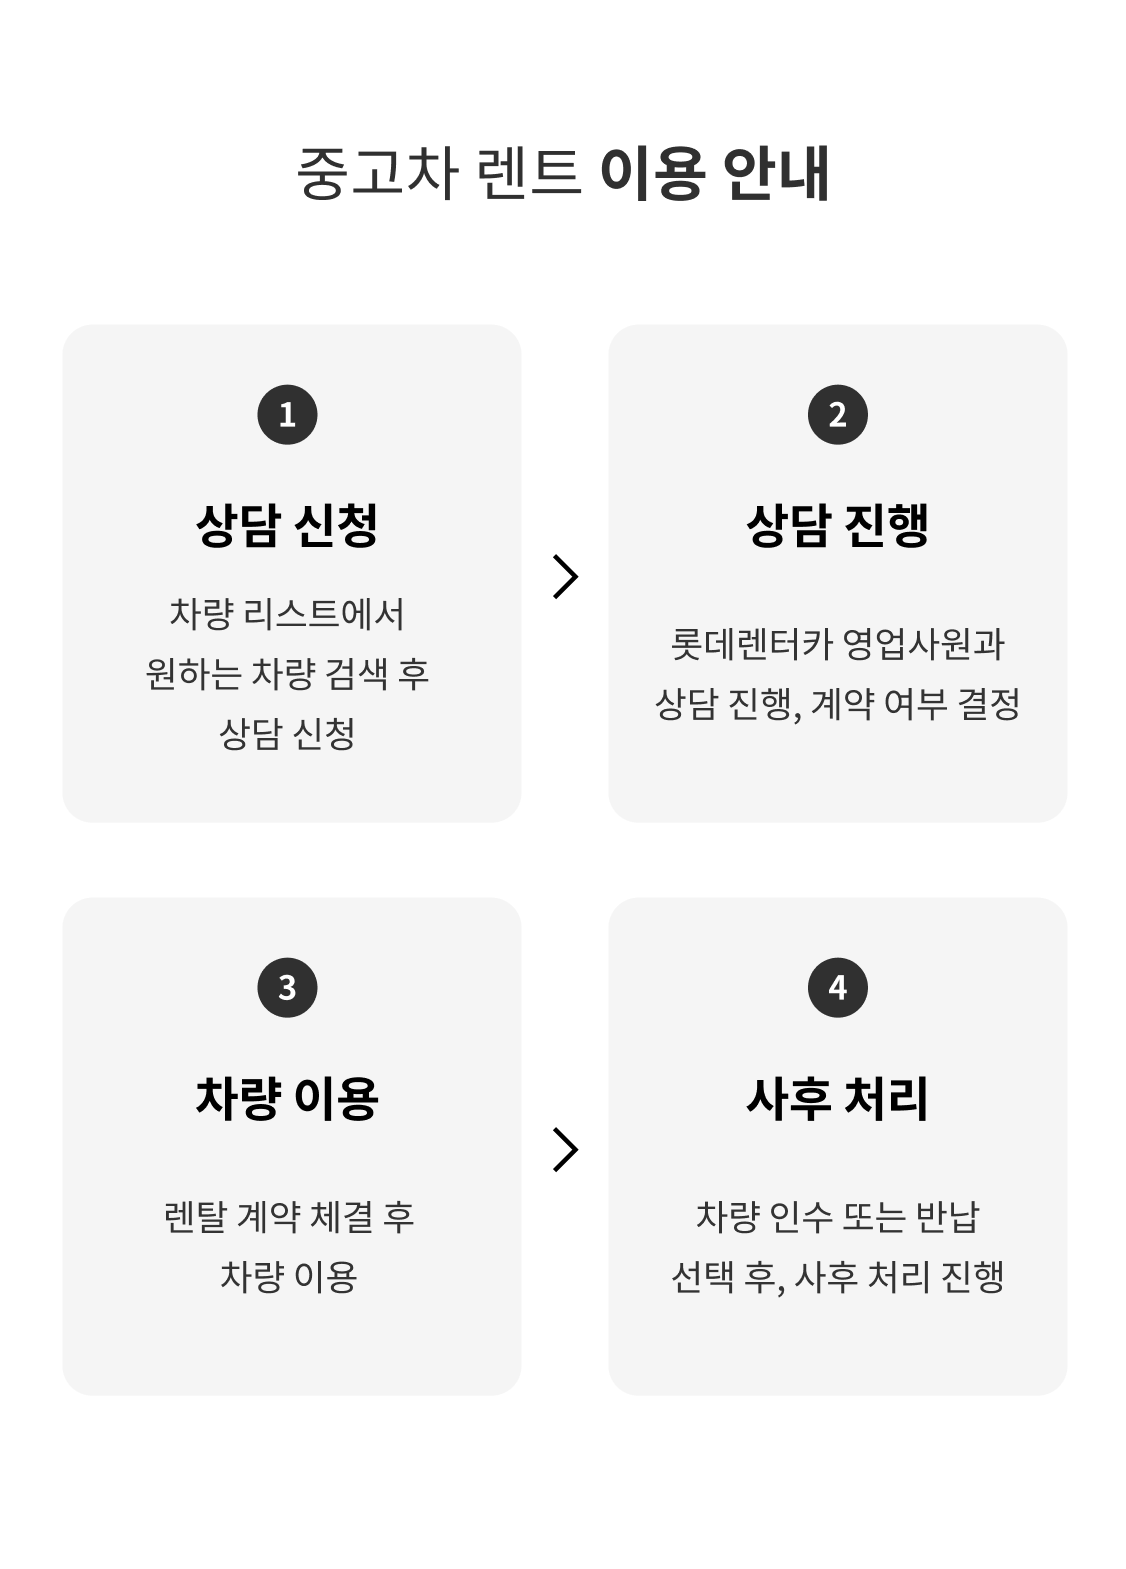 중고차 렌트 이용 안내
1
상담 신청
차량 리스트에서
원하는 차량 검색 후
상담 신청
2
상담 진행
롯데렌터카 영업사원과
상담 진행, 계약 여부 결정
3
차량 이용
렌탈 계약 체결 후
차량 이용
4
사후 처리
차량 인수 또는 반납
선택 후, 사후 처리 진행